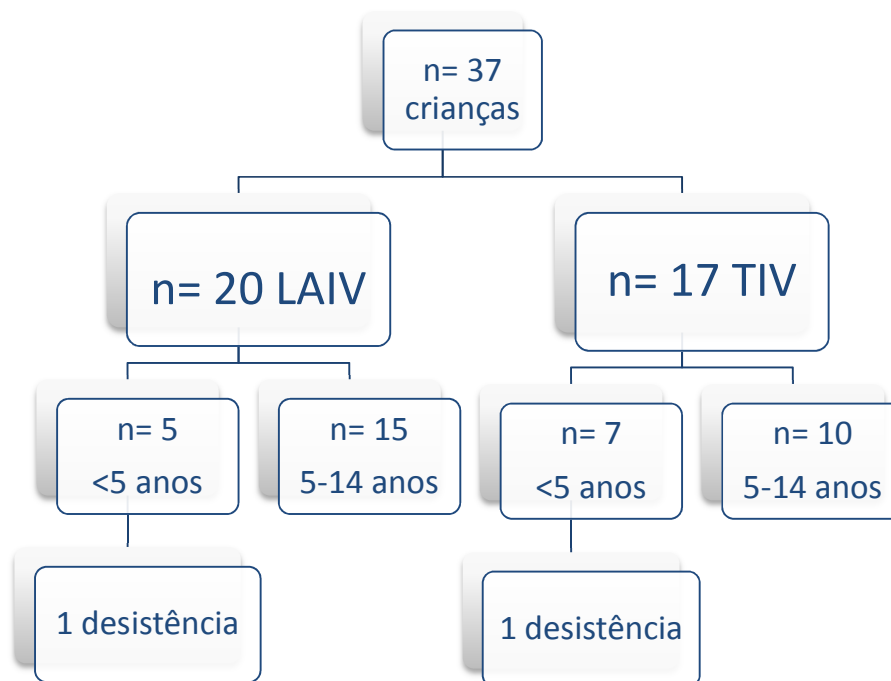 n= 37
crianças
n= 20 LAIV
n= 17 TIV
n= 5
<5 anos
n= 15
5-14 anos
n= 7
<5 anos
n= 10
5-14 anos
1 desistência
1 desistência